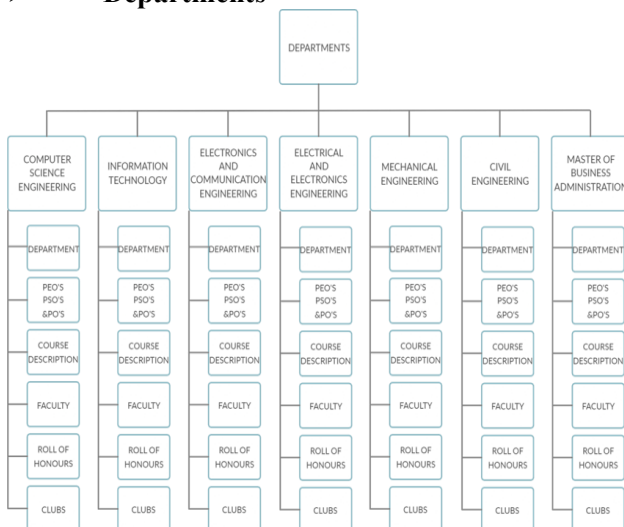 Departments
DEPARTMENTS
COMPUTER
SCIENCE
ENGINEERING
INFORMATION
TECHNOLOGY
ELECTRONICS
AND
COMMUNICATION
ENGINEERING
ELECTRICAL
AND
ELECTRONICS
ENGINEERING
MECHANICAL
ENGINEERING
CIVIL
ENGINEERING
MASTER OF
BUSINESS
ADMINISTRATION
DEPARTMENT
DEPARTMENT
DEPARTMENT
DEPARTMENT
DEPARTMENT
DEPARTMENT
DEPARTMENT
PEO'S
PSO'S
&PO'S
PEO'S
PSO'S
&PO'S
PEO'S
PSO'S
&PO'S
PEO'S
PSO'S
&PO'S
PEO'S
PSO'S
&PO'S
PEO'S
PSO'S
&PO'S
PEO'S
PSO'S
&PO'S
COURSE
DESCRIPTION
COURSE
DESCRIPTION
COURSE
DESCRIPTION
COURSE
DESCRIPTION
COURSE
DESCRIPTION
COURSE
DESCRIPTION
COURSE
DESCRIPTION
FACULTY
FACULTY
FACULTY
FACULTY
FACULTY
FACULTY
FACULTY
ROLL OF
HONOURS
ROLL OF
HONOURS
ROLL OF
HONOURS
ROLL OF
HONOURS
ROLL OF
HONOURS
ROLL OF
HONOURS
ROLL OF
HONOURS
CLUBS
CLUBS
CLUBS
CLUBS
CLUBS
CLUBS
CLUBS